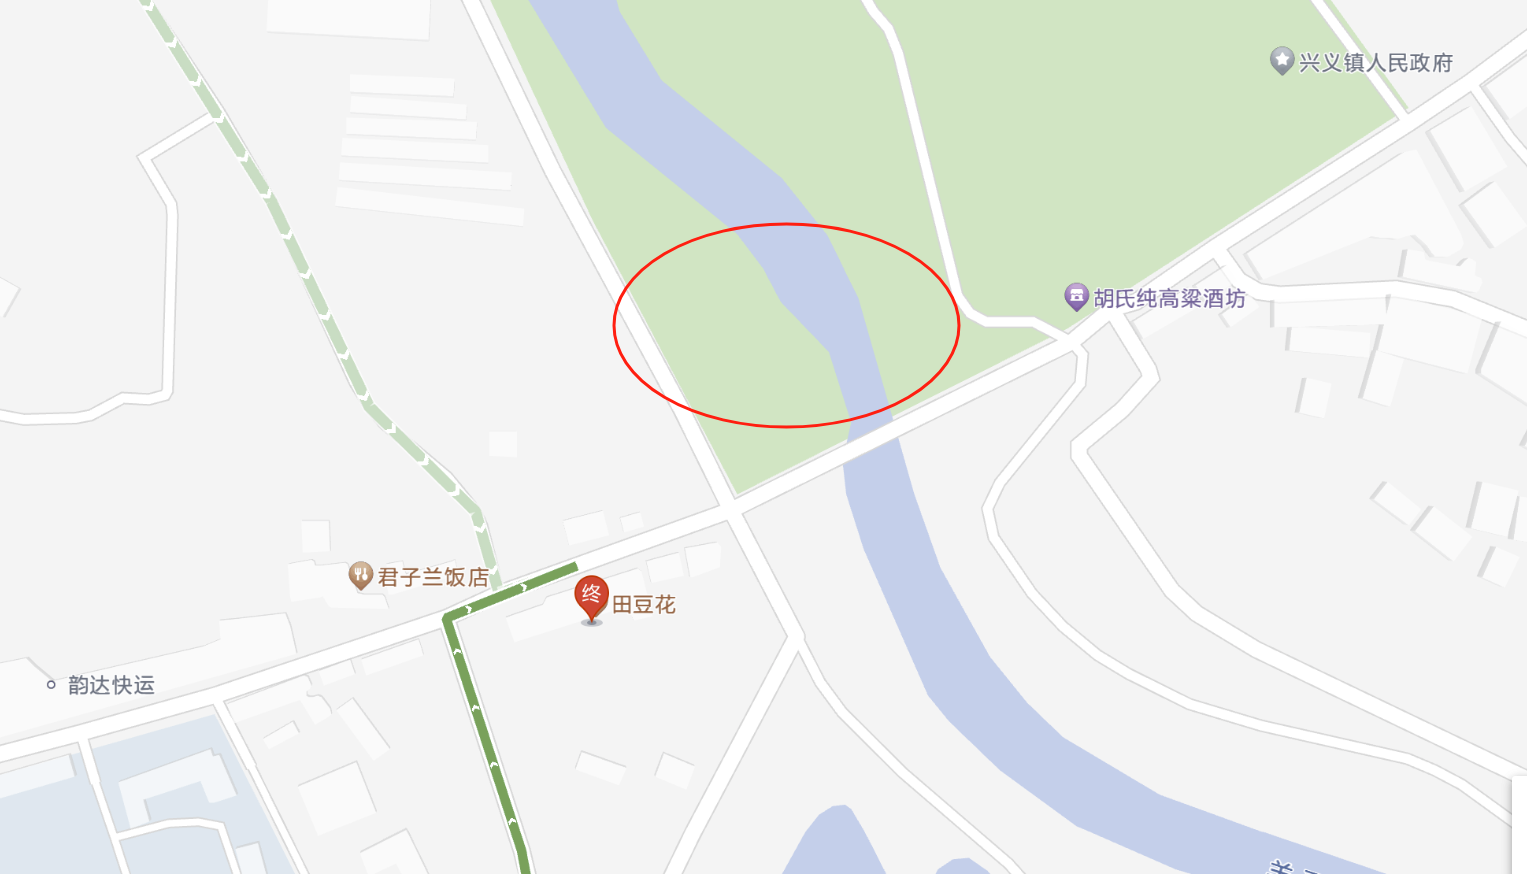 兴义镇人民政府
胡氏纯高粱酒坊
君子兰饭店
终
田豆花
韵达快运